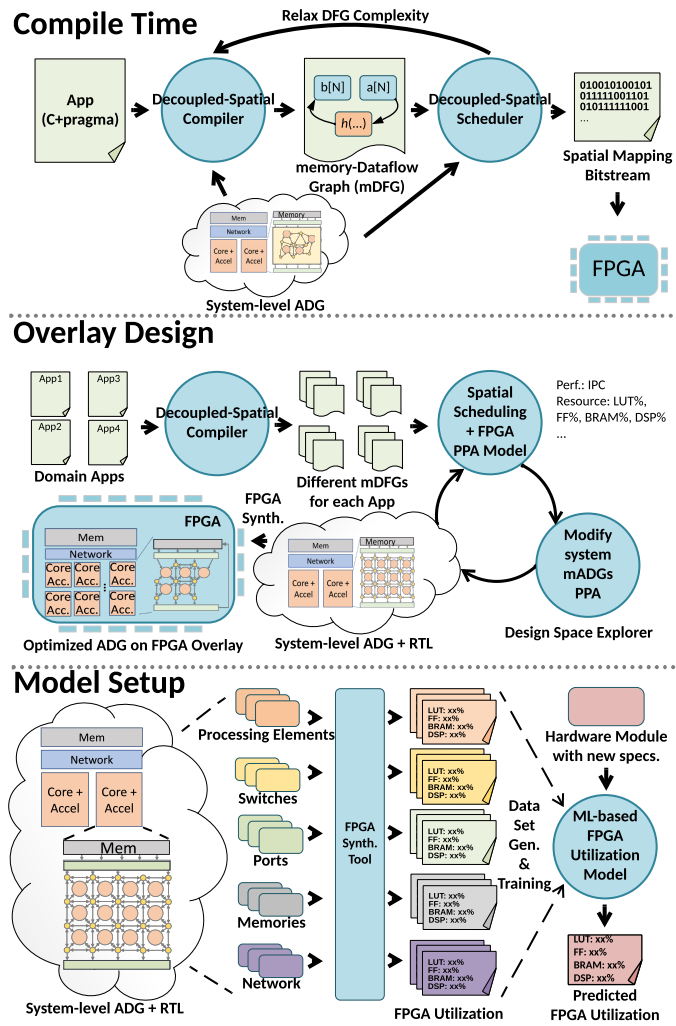 Compile Time
Relax DFG Complexity
App
(C+pragma)
Decoupled-Spatial
Compiler
b[N]
a[N]
h(...)
memory-Dataflow
Graph (mDFG)
Decoupled-Spatial
Scheduler
010010100101
01111100110 1
010111111001
...
Spatial Mapping
Bitstream
FPGA
Mem
Network
Core +
Accel
Core +
Accel
Memory
System-level ADG
Overlay Design
App1
App3
App2
App4
Domain Apps
Decoupled-Spatial
Compiler
Different mDFGs
for each App
Spatial
Scheduling
+ FPGA
PPA Model
Perf.: IPC
Resource: LUT%,
FF%, BRAM%, DSP%
...
Modify
system
mADGs
PPA
Design Space Explorer
FPGA
Synth.
FPGA
Mem
Network
Core
Acc.
Core
Acc.
Core
Acc.
Core
Acc.
Core
Acc.
Core
Acc.
...
Optimized ADG on FPGA Overlay
Mem
Network
Core +
Accel
Core +
Accel
Memory
System-level ADG + RTL
Model Setup
Mem
Network
Core +
Accel
Core +
Accel
Mem
System-level ADG + RTL
Processing Elements
Switches
Ports
Memories
Network
FPGA
Synth.
Tool
LUT: xx%
FF: xx%
BRAM: xx%
DSP: xx%
LUT: xx%
FF: xx%
BRAM: xx%
DSP: xx%
LUT: xx%
FF: xx%
BRAM: xx%
DSP: xx%
LUT: xx%
FF: xx%
BRAM: xx%
DSP: xx%
LUT: xx%
FF: xx%
BRAM: xx%
DSP: xx%
FPGA Utilization
Data
Set
Gen.
&
Training
Hardware Module
with new specs.
ML-based
FPGA
Utilization
Model
LUT: xx%
FF: xx%
BRAM: xx%
DSP: xx%
Predicted
FPGA Utilization